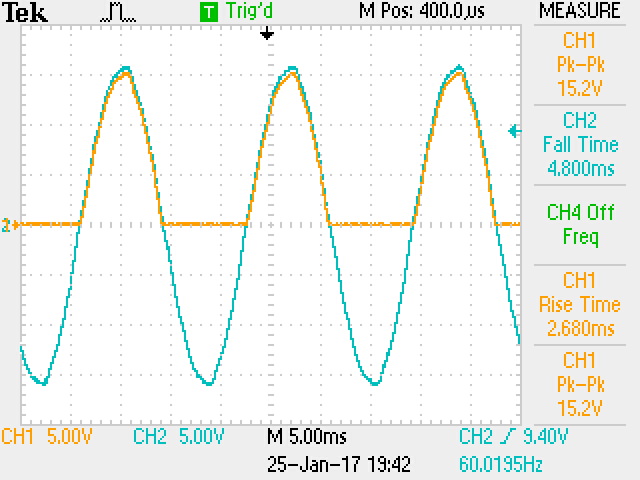 Tek T Trig'd M Pos: 400.0µs MEASURE
CH1
Pk-Pk
15.2V
CH2
Fall Time
4.800ms
CH4 Off
Freq
CH1
Rise Time
2.680ms
CH1
Pk-Pk
15.2V
2
CH1 5.00V CH2 5.00V M 5.00ms CH2 / 9.40V
25-Jan-17 19:42 60.0195Hz